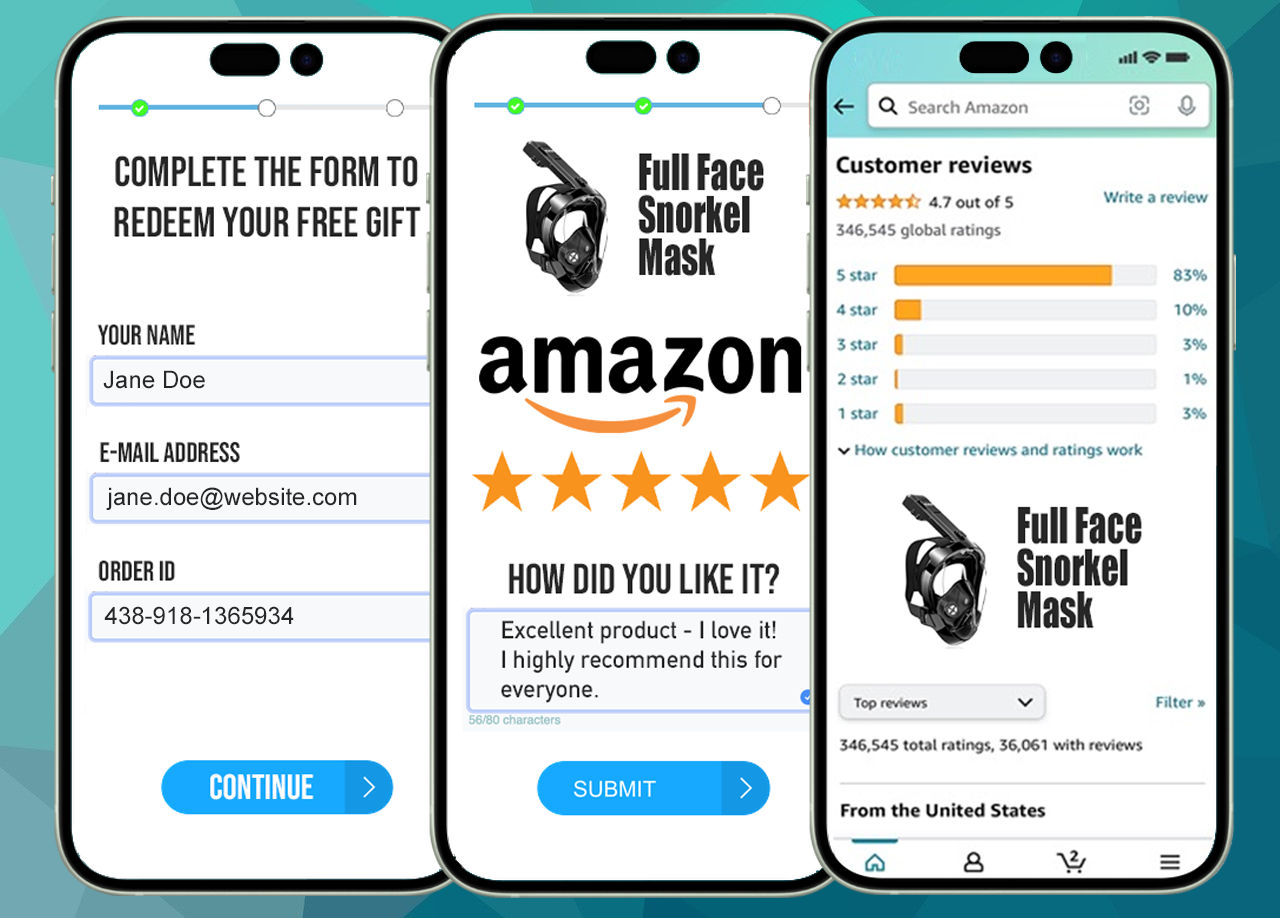 COMPLETE THE FORM TO
REDEEM YOUR FREE GIFT
YOUR NAME
Jane Doe
E-MAIL ADDRESS
jane.doe@website.com
ORDER ID
438-918-1365934
CONTINUE
Full Face
Snorkel
Mask
amazon
HOW DID YOU LIKE IT?
Excellent product - I love it!
I highly recommend this for
everyone.
56/80 characters
SUBMIT
Search Amazon
Customer reviews
4.7 out of 5
Write a review
346,545 global ratings
5 star 83%
4 star 10%
3 star 3%
2 star 1%
1 star 3%
How customer reviews and ratings work
Full Face
Snorkel
Mask
Top reviews
Filter »
346,545 total ratings, 36,061 with reviews
From the United States
2